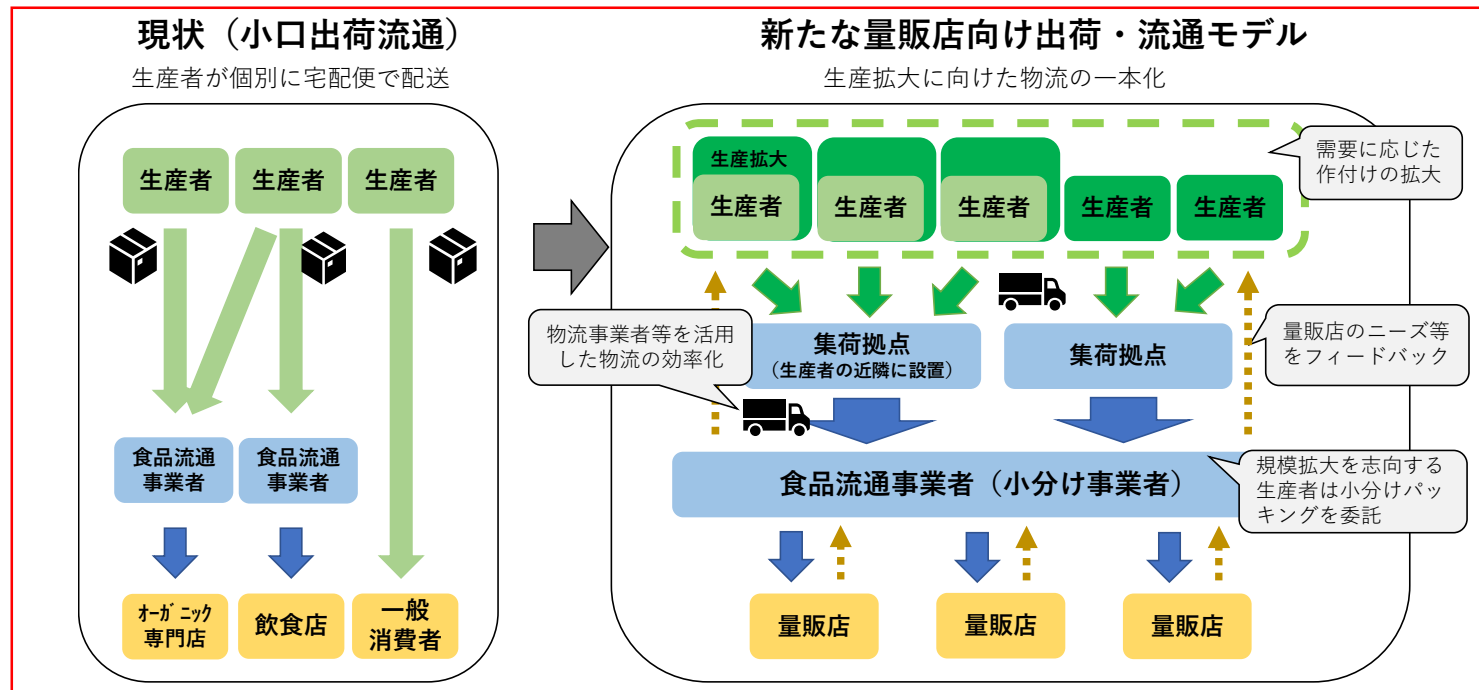 現状（小口出荷流通）
生産者が個別に宅配便で配送
生産者
生産者
生産者
食品流通
事業者
食品流通
事業者
ｵｰｶﾞﾆｯｸ
専門店
飲食店
一般
消費者
新たな量販店向け出荷・流通モデル
生産拡大に向けた物流の一本化
生産拡大
生産者
生産者
生産者
生産者
生産者
需要に応じた
作付けの拡大
物流事業者等を活用
した物流の効率化
集荷拠点
（生産者の近隣に設置）
集荷拠点
量販店のニーズ等
をフィードバック
食品流通事業者（小分け事業者）
規模拡大を志向する
生産者は小分けパッ
キングを委託
量販店
量販店
量販店